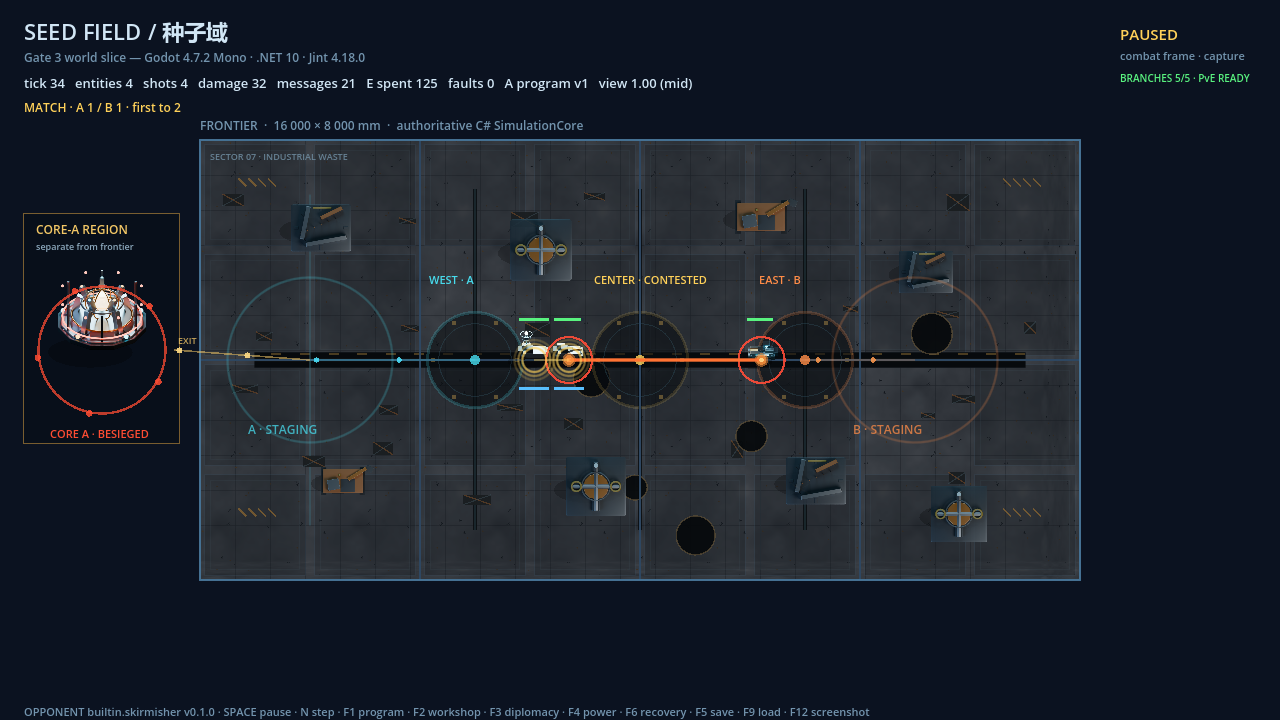 SEED FIELD / 种子域
Gate 3 world slice — Godot 4.7.2 Mono · .NET 10 · Jint 4.18.0
tick 34 entities 4 shots 4 damage 32 messages 21 E spent 125 faults 0 A program v1 view 1.00 (mid)
MATCH · A 1 / B 1 · first to 2
PAUSED
combat frame · capture
BRANCHES 5/5 · PvE READY
FRONTIER · 16 000 × 8 000 mm · authoritative C# SimulationCore
SECTOR 07 · INDUSTRIAL WASTE
CORE-A REGION
separate from frontier
WEST · A
CENTER · CONTESTED
EAST · B
EXIT
A · STAGING
B · STAGING
CORE A · BESIEGED
OPPONENT builtin.skirmisher v0.1.0 · SPACE pause · N step · F1 program · F2 workshop · F3 diplomacy · F4 power · F6 recovery · F5 save · F9 load · F12 screenshot